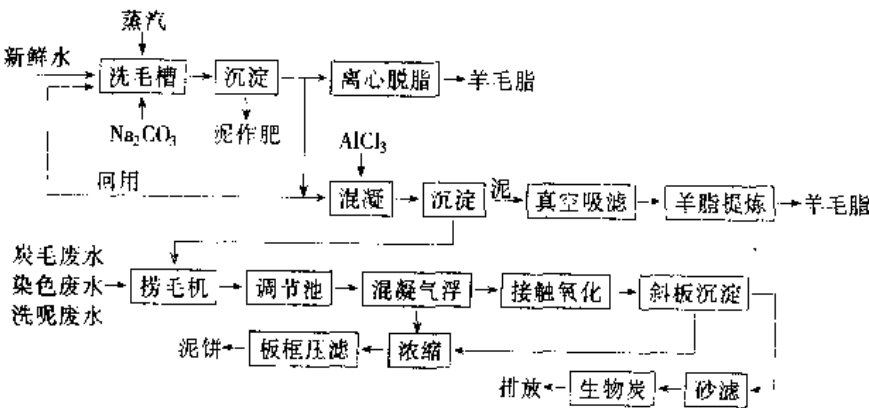 蒸汽
新鲜水
洗毛槽
沉淀
离心脱脂
羊毛脂
Na₂CO₃
泥作肥
AlCl₃
回用
混凝
沉淀
泥
真空吸滤
羊脂提炼
羊毛脂
炭毛废水
染色废水
洗呢废水
捞毛机
调节池
混凝气浮
接触氧化
斜板沉淀
泥饼
板框压滤
浓缩
排放
生物炭
砂滤